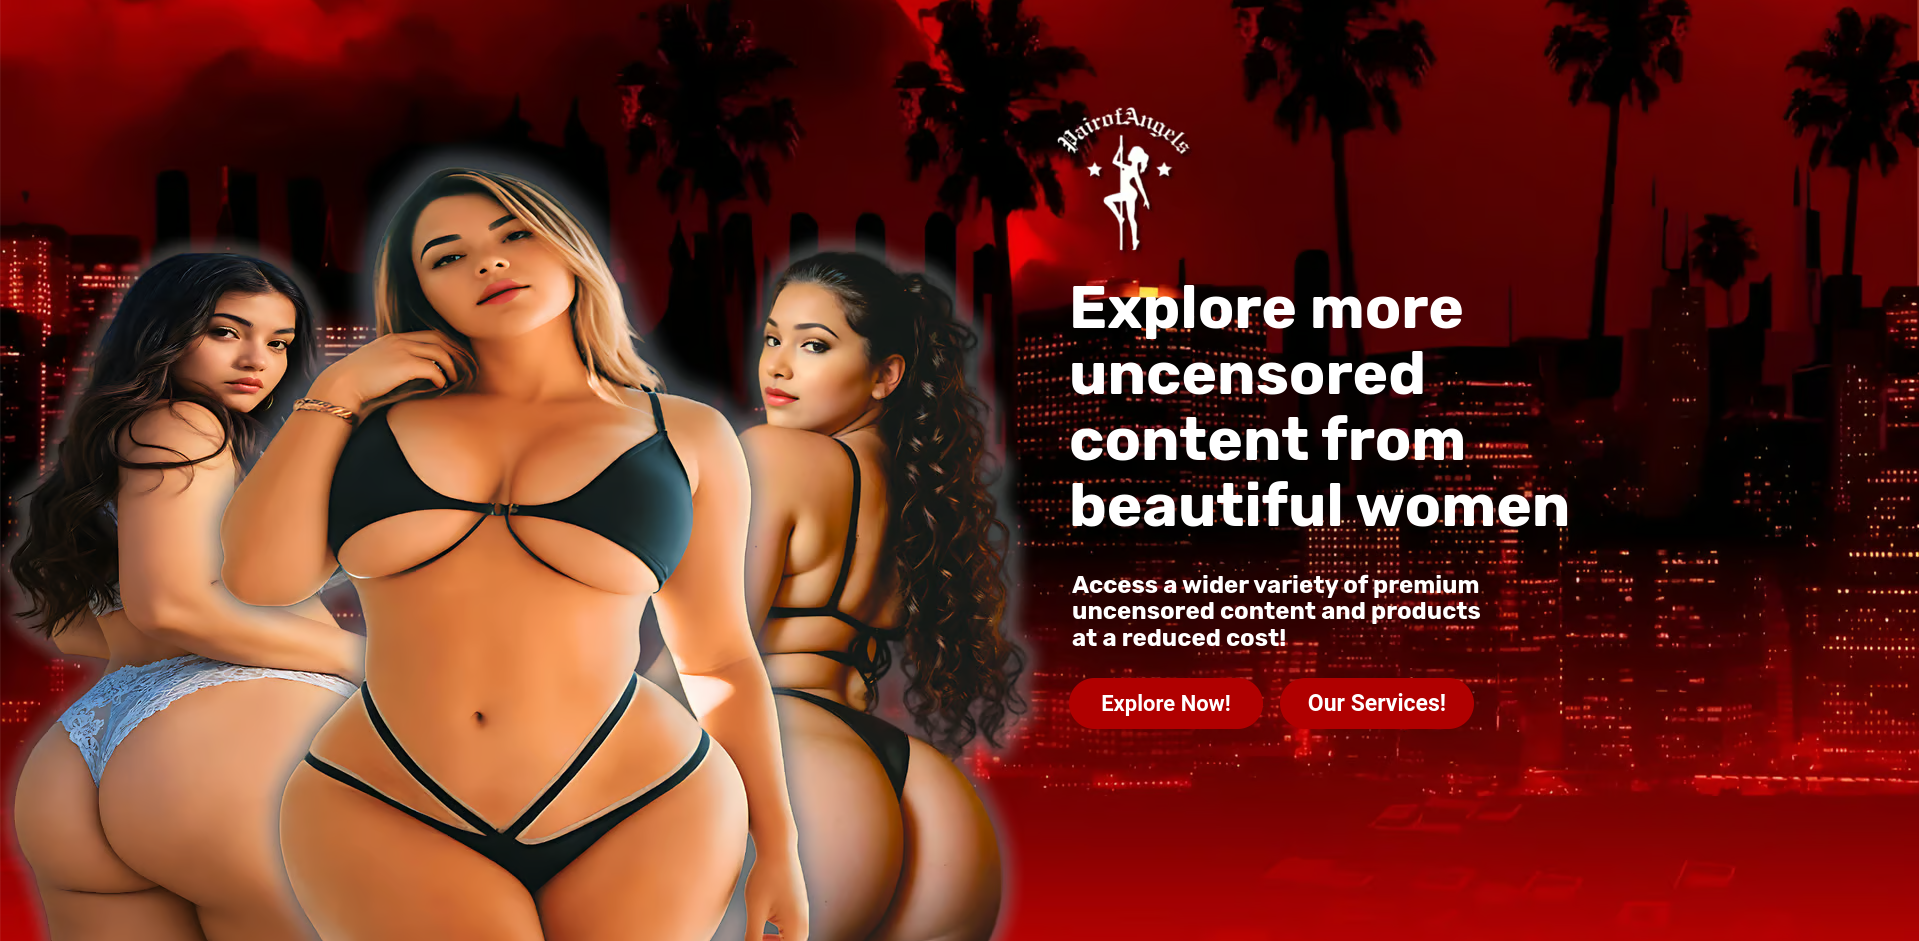 PairofAngels
Explore more
uncensored
content from
beautiful women
Access a wider variety of premium
uncensored content and products
at a reduced cost!
Explore Now!
Our Services!